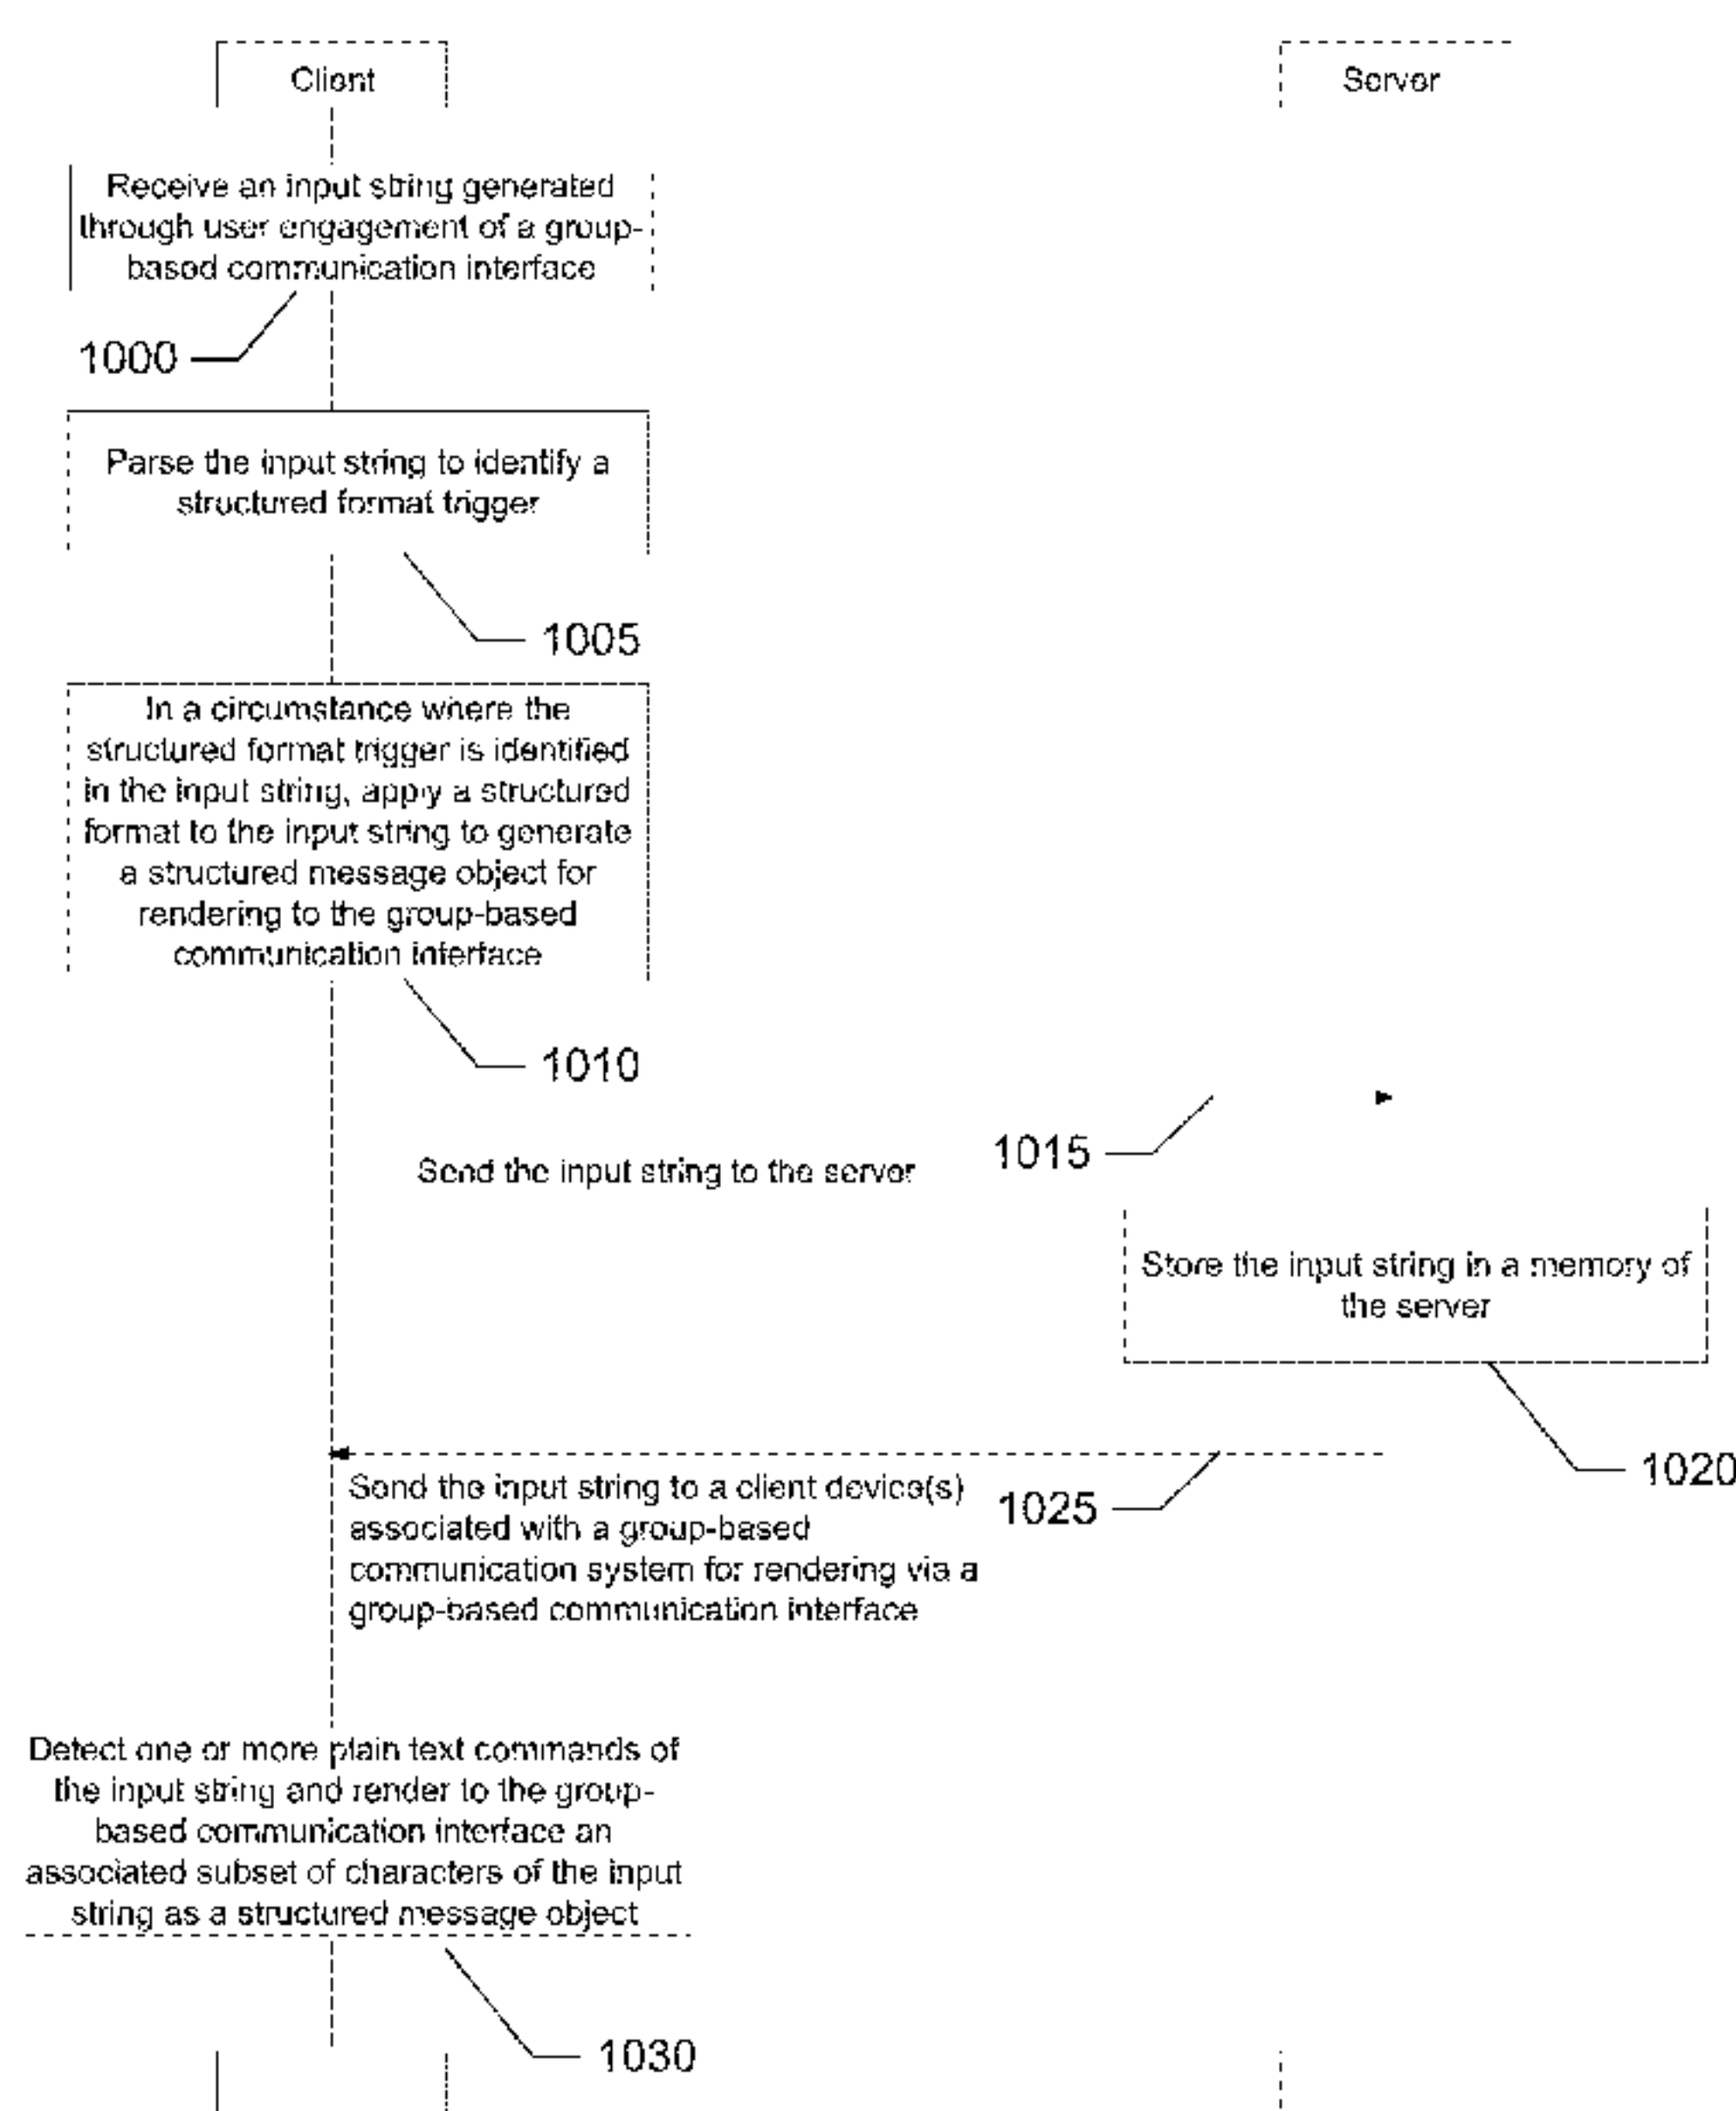 Client
Server
Receive an input string generated
through user engagement of a group-
based communication interface
1000
Parse the input string to identify a
structured format trigger
1005
In a circumstance where the
structured format trigger is identified
in the input string, apply a structured
format to the input string to generate
a structured message object for
rendering to the group-based
communication interface
1010
1015
Send the input string to the server
Store the input string in a memory of
the server
1020
Send the input string to a client device(s)
associated with a group-based
communication system for rendering via a
group-based communication interface
1025
Detect one or more plain text commands of
the input string and render to the group-
based communication interface an
associated subset of characters of the input
string as a structured message object
1030